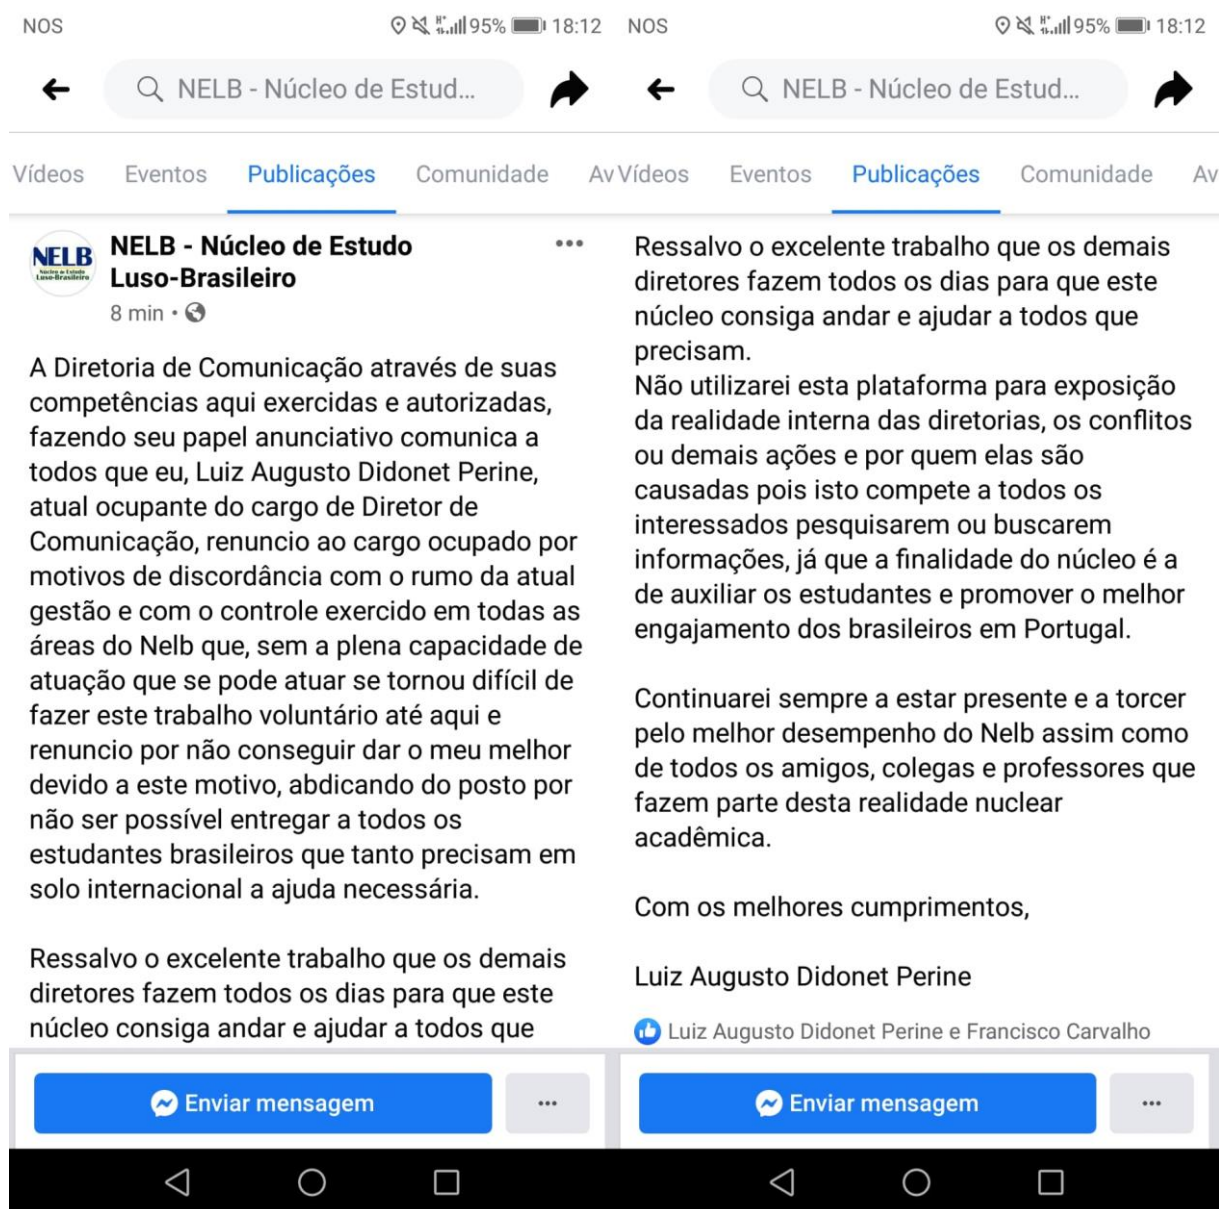 NOS
95% 18:12
NELB - Núcleo de Estud...
Vídeos Eventos Publicações Comunidade Av
NELB
Núcleo de Estudo
Luso-Brasileiro
NELB - Núcleo de Estudo
Luso-Brasileiro
8 min •
A Diretoria de Comunicação através de suas
competências aqui exercidas e autorizadas,
fazendo seu papel anunciativo comunica a
todos que eu, Luiz Augusto Didonet Perine,
atual ocupante do cargo de Diretor de
Comunicação, renuncio ao cargo ocupado por
motivos de discordância com o rumo da atual
gestão e com o controle exercido em todas as
áreas do Nelb que, sem a plena capacidade de
atuação que se pode atuar se tornou difícil de
fazer este trabalho voluntário até aqui e
renuncio por não conseguir dar o meu melhor
devido a este motivo, abdicando do posto por
não ser possível entregar a todos os
estudantes brasileiros que tanto precisam em
solo internacional a ajuda necessária.
Ressalvo o excelente trabalho que os demais
diretores fazem todos os dias para que este
núcleo consiga andar e ajudar a todos que
Enviar mensagem
NOS
95% 18:12
NELB - Núcleo de Estud...
Vídeos Eventos Publicações Comunidade Av
Ressalvo o excelente trabalho que os demais
diretores fazem todos os dias para que este
núcleo consiga andar e ajudar a todos que
precisam.
Não utilizarei esta plataforma para exposição
da realidade interna das diretorias, os conflitos
ou demais ações e por quem elas são
causadas pois isto compete a todos os
interessados pesquisarem ou buscarem
informações, já que a finalidade do núcleo é a
de auxiliar os estudantes e promover o melhor
engajamento dos brasileiros em Portugal.
Continuarei sempre a estar presente e a torcer
pelo melhor desempenho do Nelb assim como
de todos os amigos, colegas e professores que
fazem parte desta realidade nuclear
acadêmica.
Com os melhores cumprimentos,
Luiz Augusto Didonet Perine
Luiz Augusto Didonet Perine e Francisco Carvalho
Enviar mensagem